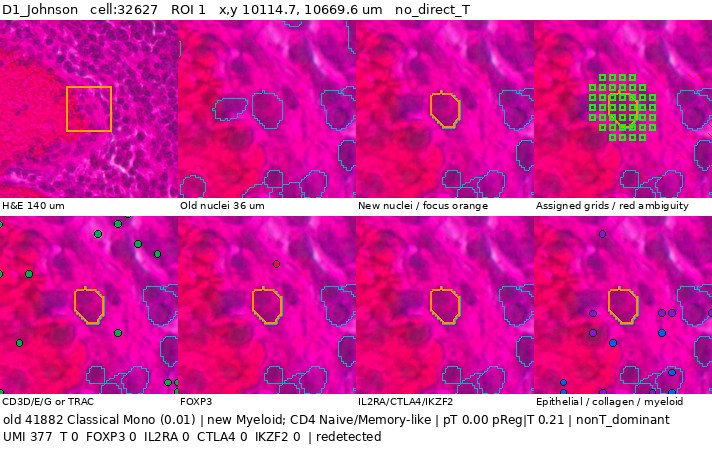 D1_Johnson cell:32627 ROI 1 x,y 10114.7, 10669.6 um no_direct_T
H&E 140 um
Old nuclei 36 um
New nuclei / focus orange
Assigned grids / red ambiguity
CD3D/E/G or TRAC
FOXP3
IL2RA/CTLA4/IKZF2
Epithelial / collagen / myeloid
old 41882 Classical Mono (0.01) | new Myeloid; CD4 Naive/Memory-like | pT 0.00 pReg|T 0.21 | nonT_dominant
UMI 377 T 0 FOXP3 0 IL2RA 0 CTLA4 0 IKZF2 0 | redetected